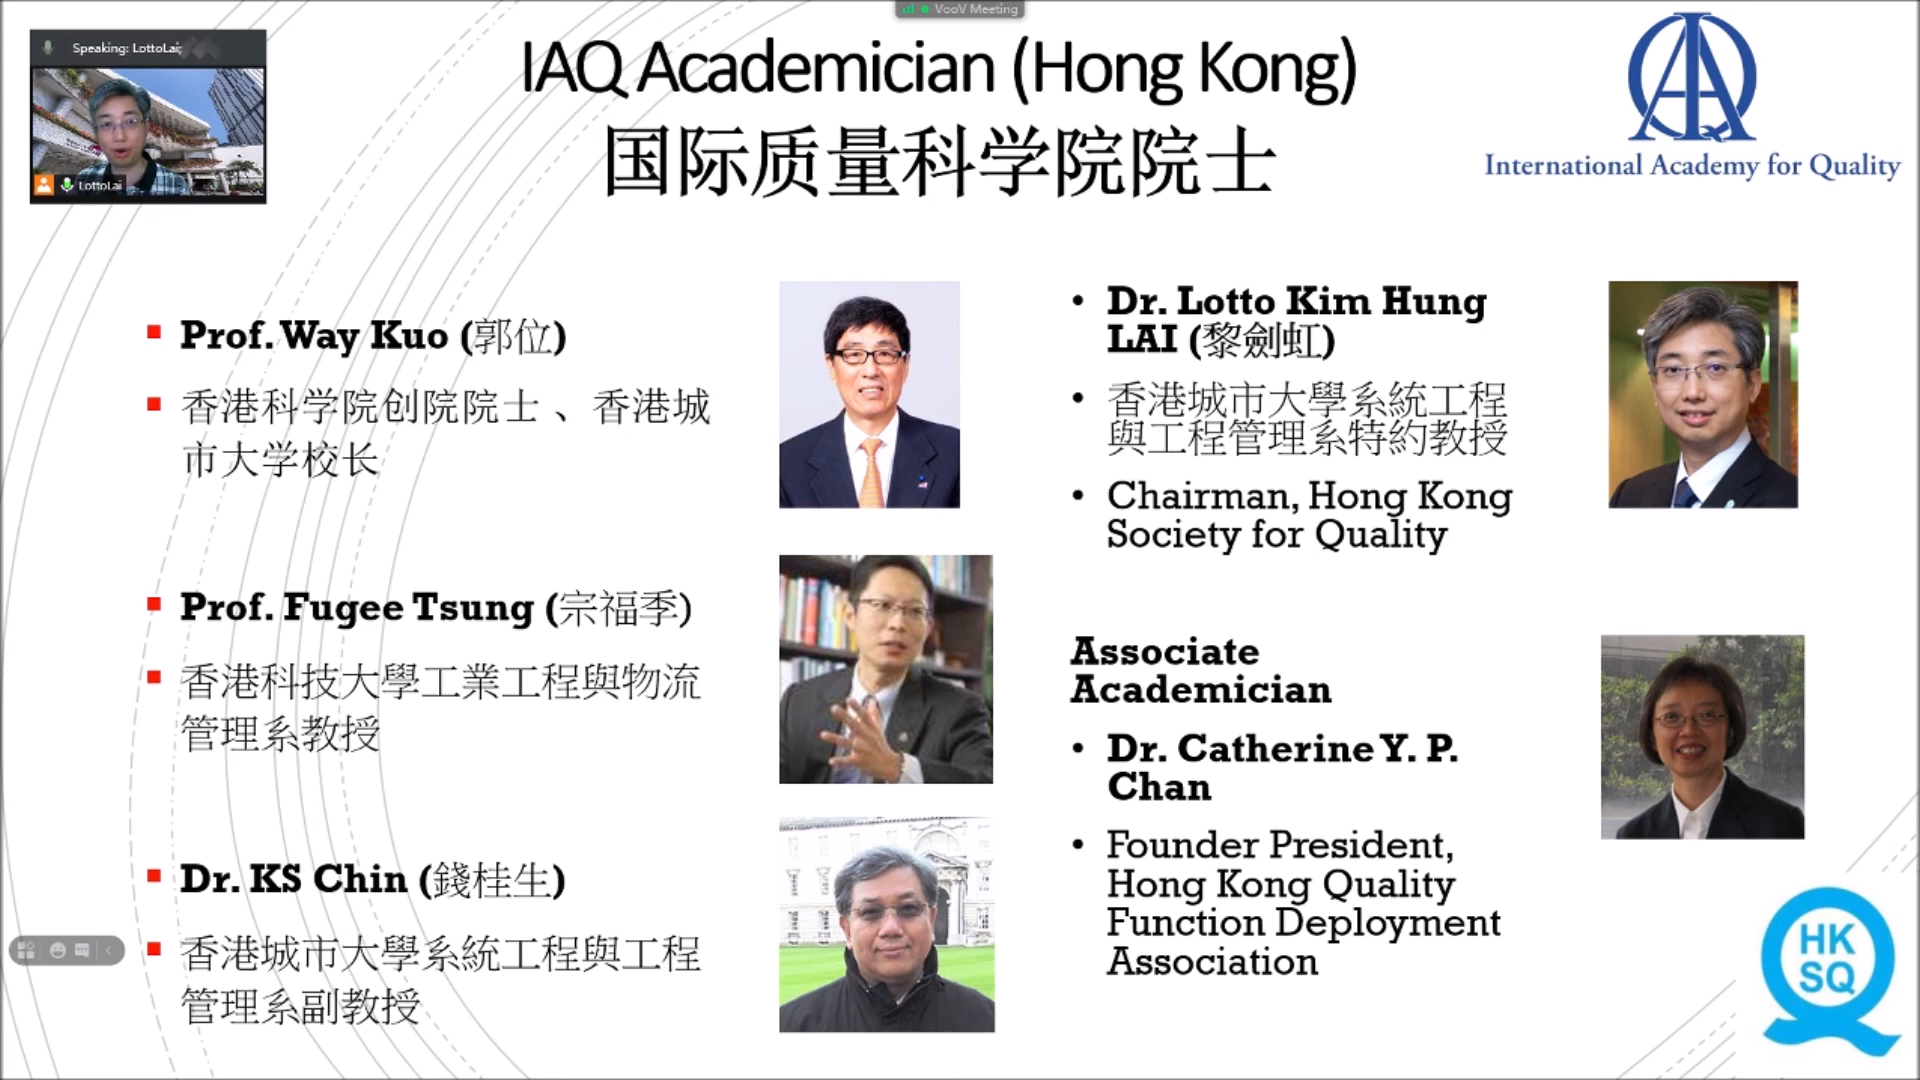 VooV Meeting
Speaking: LottoLai;
LottoLai
IAQ Academician (Hong Kong)
国际质量科学院院士
International Academy for Quality
Prof. Way Kuo (郭位)
香港科学院创院院士、香港城
市大学校长
Prof. Fugee Tsung (宗福季)
香港科技大學工業工程與物流
管理系教授
Dr. KS Chin (錢桂生)
香港城市大學系統工程與工程
管理系副教授
Dr. Lotto Kim Hung
LAI (黎劍虹)
香港城市大學系統工程
與工程管理系特約教授
Chairman, Hong Kong
Society for Quality
Associate
Academician
Dr. Catherine Y. P.
Chan
Founder President,
Hong Kong Quality
Function Deployment
Association
HK
SQ